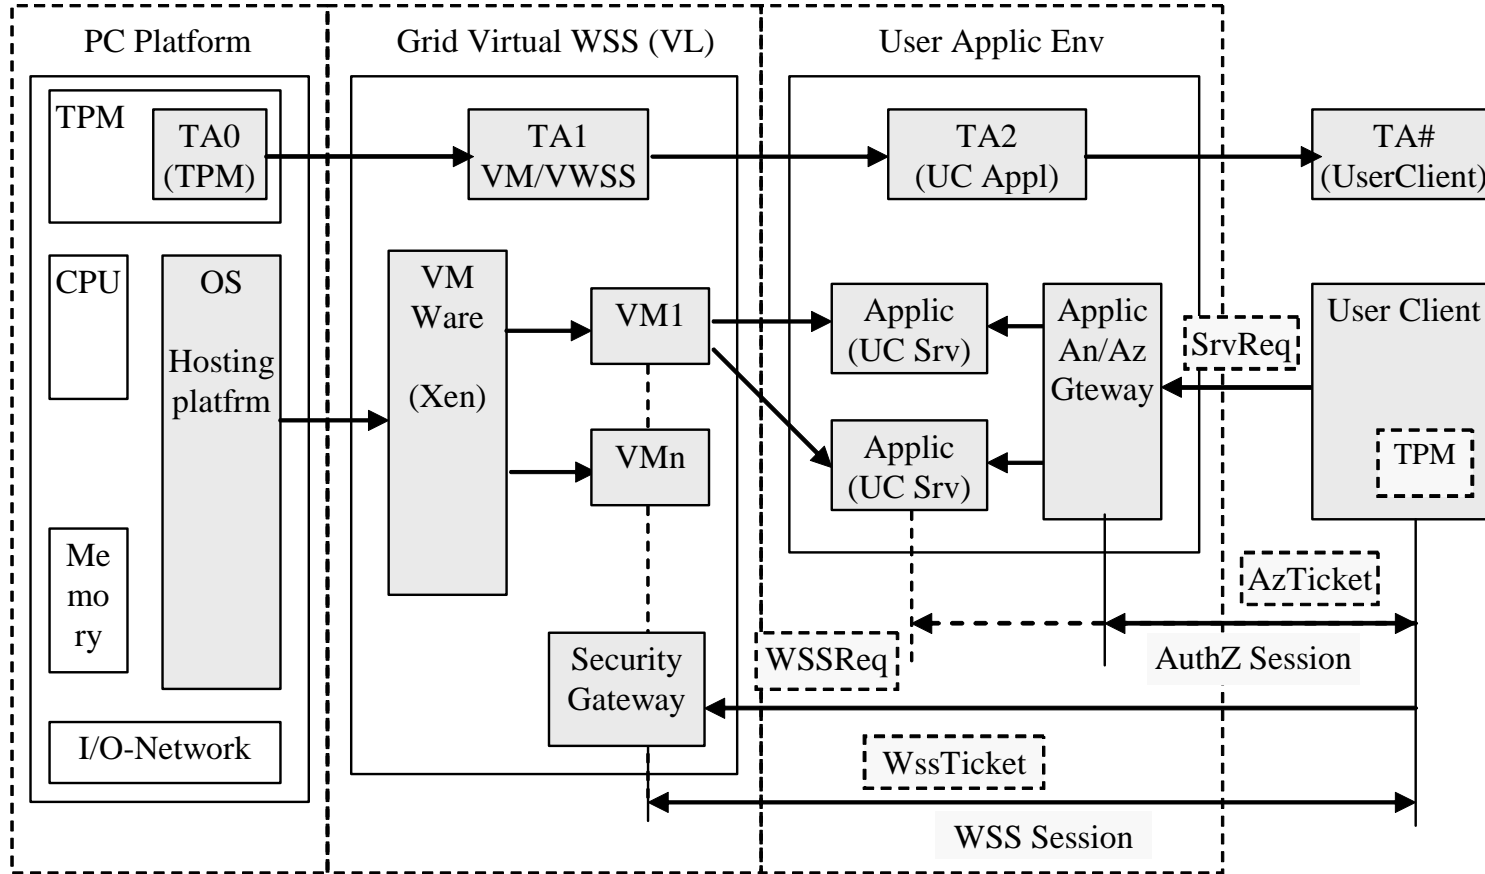 PC Platform
Grid Virtual WSS (VL)
User Applic Env
TPM
TA0
(TPM)
TA1
VM/VWSS
TA2
(UC Appl)
TA#
(UserClient)
CPU
OS
Hosting
platfrm
VM
Ware
(Xen)
VM1
VMn
Applic
(UC Srv)
Applic
(UC Srv)
Applic
An/Az
Gteway
SrvReq
User Client
TPM
Me
mo
ry
I/O-Network
Security
Gateway
WSSReq
AzTicket
AuthZ Session
WssTicket
WSS Session